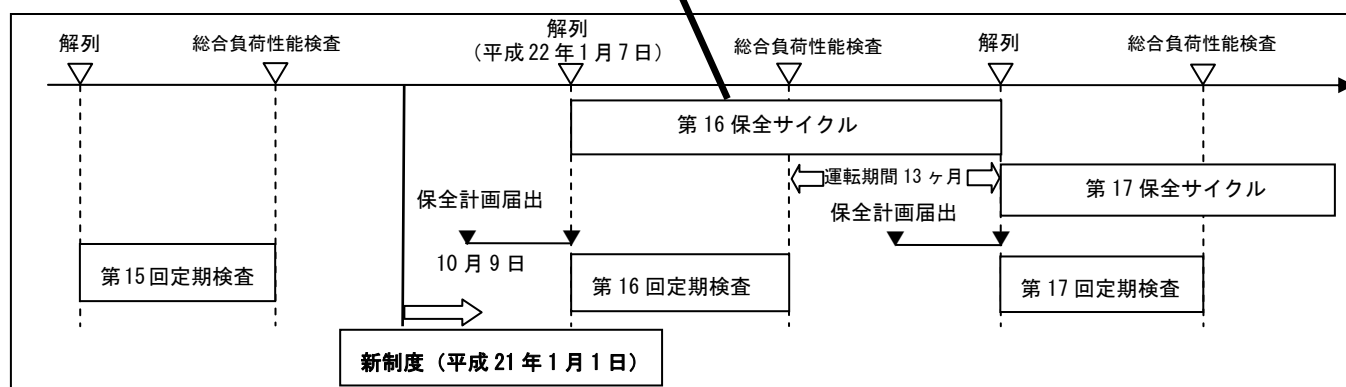 解列
総合負荷性能検査
解列
(平成22年1月7日)
総合負荷性能検査
解列
総合負荷性能検査
第16保全サイクル
運転期間13ヶ月
第17保全サイクル
保全計画届出
保全計画届出
10月9日
第15回定期検査
第16回定期検査
第17回定期検査
新制度(平成21年1月1日)